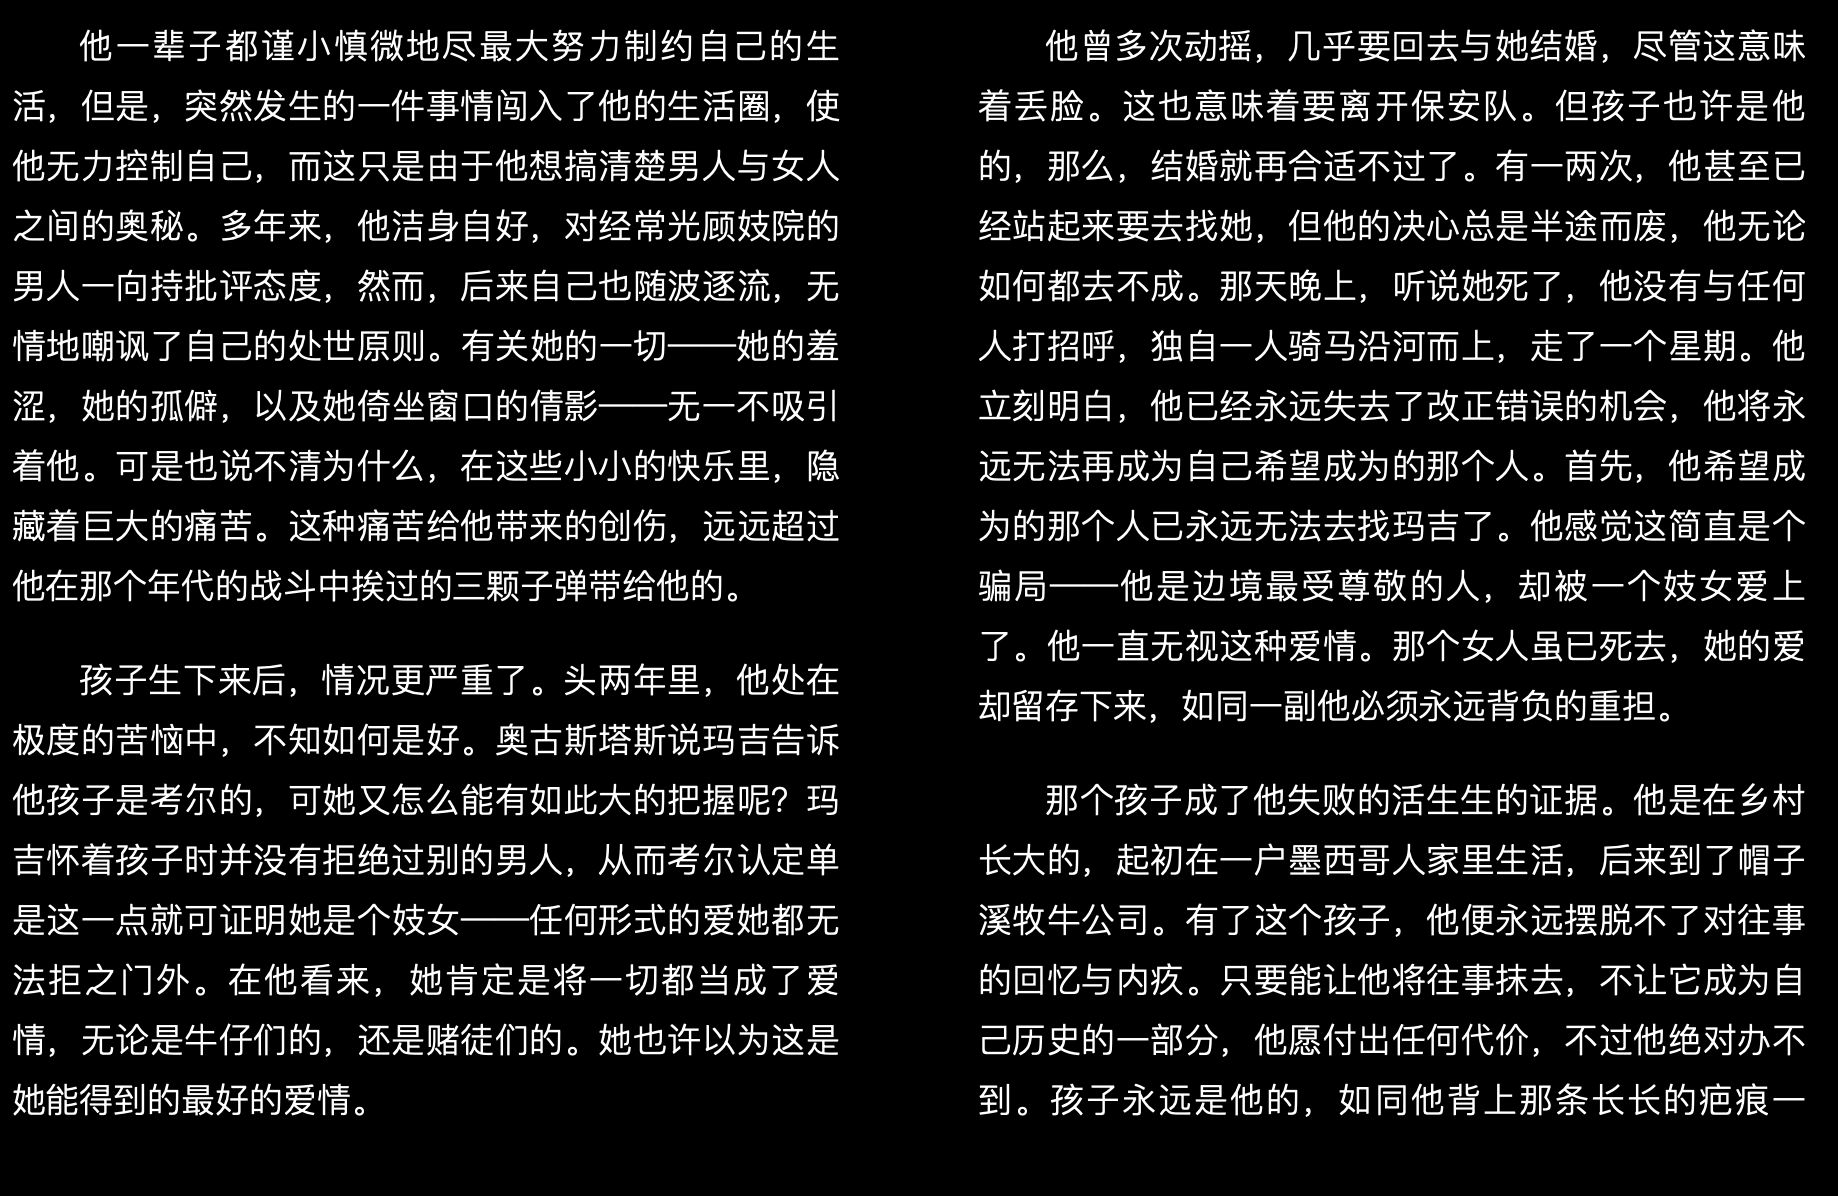 他一辈子都谨小慎微地尽最大努力制约自己的生
活，但是，突然发生的一件事情闯入了他的生活圈，使
他无力控制自己，而这只是由于他想搞清楚男人与女人
之间的奥秘。多年来，他洁身自好，对经常光顾妓院的
男人一向持批评态度，然而，后来自己也随波逐流，无
情地嘲讽了自己的处世原则。有关她的一切——她的羞
涩，她的孤僻，以及她倚坐窗口的倩影——无一不吸引
着他。可是也说不清为什么，在这些小小的快乐里，隐
藏着巨大的痛苦。这种痛苦给他带来的创伤，远远超过
他在那个年代的战斗中挨过的三颗子弹带给他的。
孩子生下来后，情况更严重了。头两年里，他处在
极度的苦恼中，不知如何是好。奥古斯塔斯说玛吉告诉
他孩子是考尔的，可她又怎么能有如此大的把握呢？玛
吉怀着孩子时并没有拒绝过别的男人，从而考尔认定单
是这一点就可证明她是个妓女——任何形式的爱她都无
法拒之门外。在他看来，她肯定是将一切都当成了爱
情，无论是牛仔们的，还是赌徒们的。她也许以为这是
她能得到的最好的爱情。
他曾多次动摇，几乎要回去与她结婚，尽管这意味
着丢脸。这也意味着要离开保安队。但孩子也许是他
的，那么，结婚就再合适不过了。有一两次，他甚至已
经站起来要去找她，但他的决心总是半途而废，他无论
如何都去不成。那天晚上，听说她死了，他没有与任何
人打招呼，独自一人骑马沿河而上，走了一个星期。他
立刻明白，他已经永远失去了改正错误的机会，他将永
远无法再成为自己希望成为的那个人。首先，他希望成
为的那个人已永远无法去找玛吉了。他感觉这简直是个
骗局——他是边境最受尊敬的人，却被一个妓女爱上
了。他一直无视这种爱情。那个女人虽已死去，她的爱
却留存下来，如同一副他必须永远背负的重担。
那个孩子成了他失败的活生生的证据。他是在乡村
长大的，起初在一户墨西哥人家里生活，后来到了帽子
溪牧牛公司。有了这个孩子，他便永远摆脱不了对往事
的回忆与内疚。只要能让他将往事抹去，不让它成为自
己历史的一部分，他愿付出任何代价，不过他绝对办不
到。孩子永远是他的，如同他背上那条长长的疤痕一